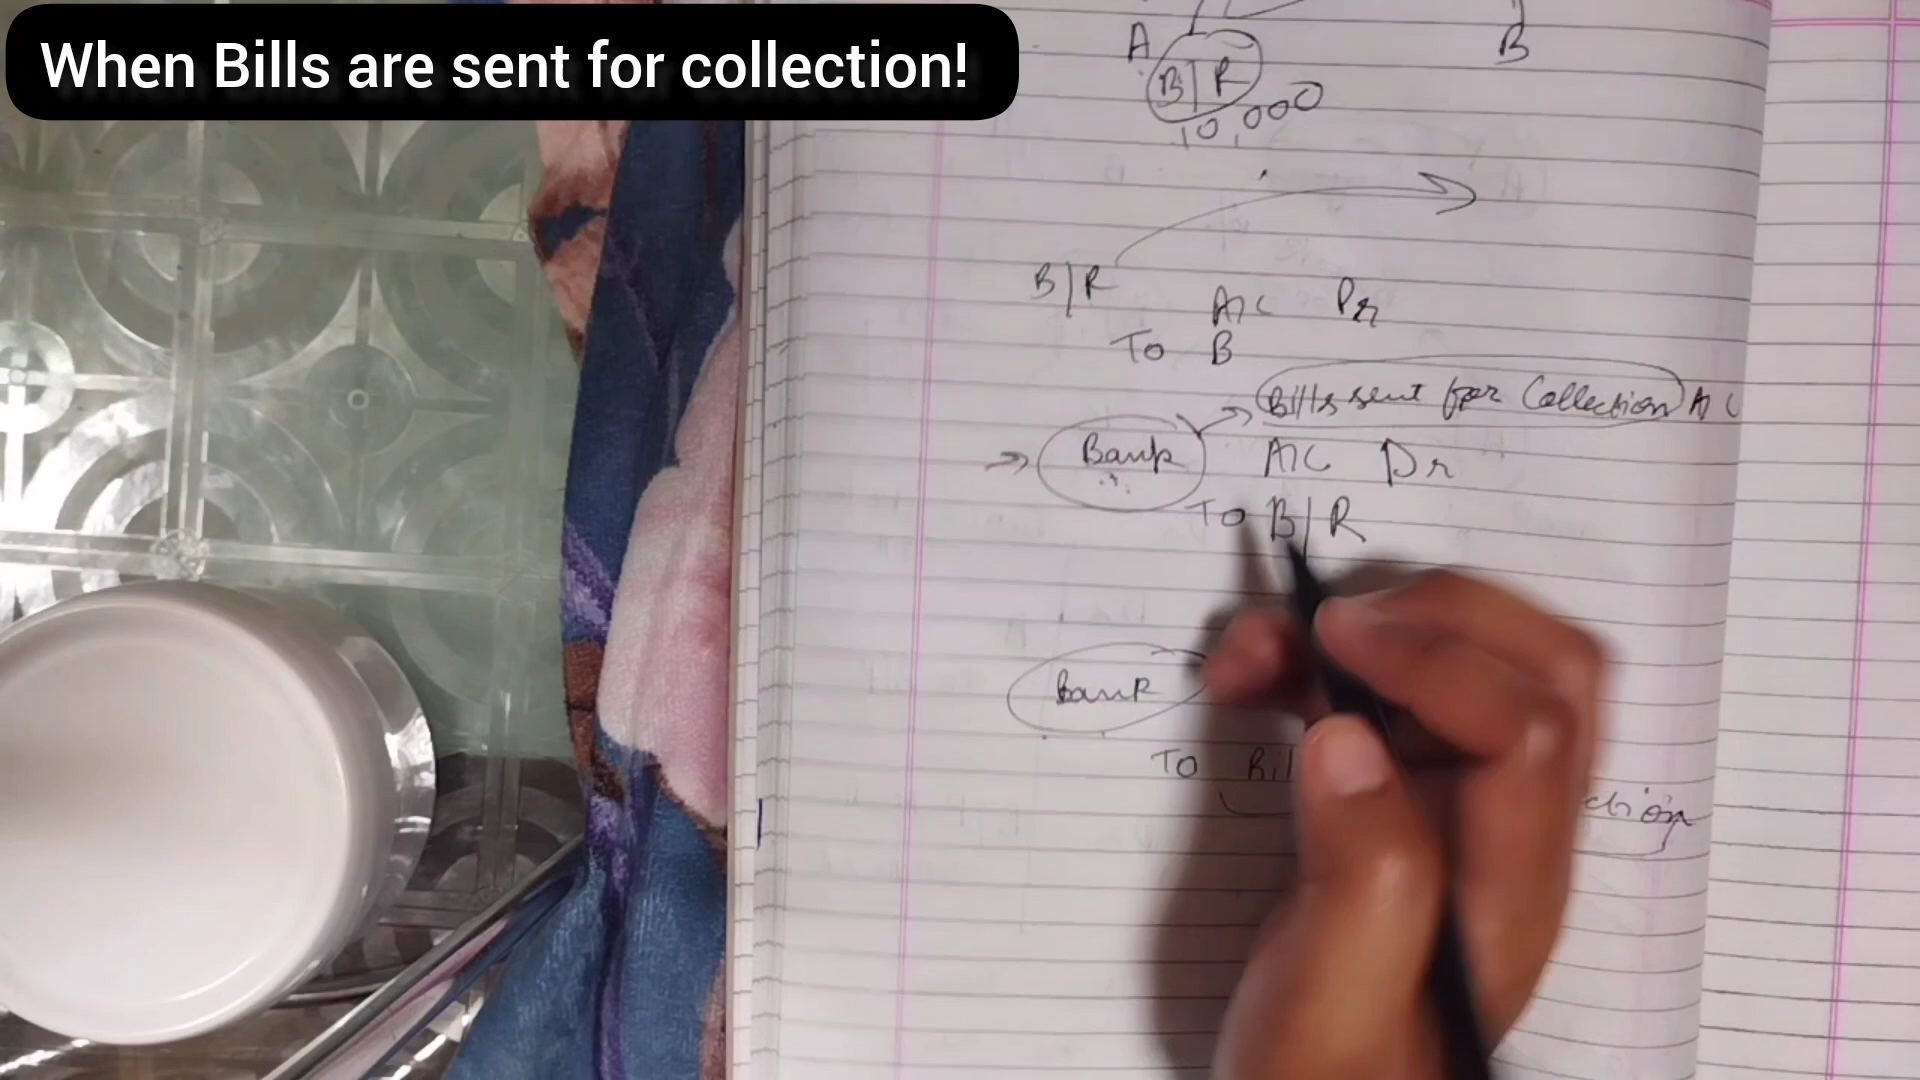 When Bills are sent for collection!
A B
B|R
10,000
B|R A/C Dr
To B
Bills sent for Collection A/C
Bank A/C Dr
To B|R
Bank
To